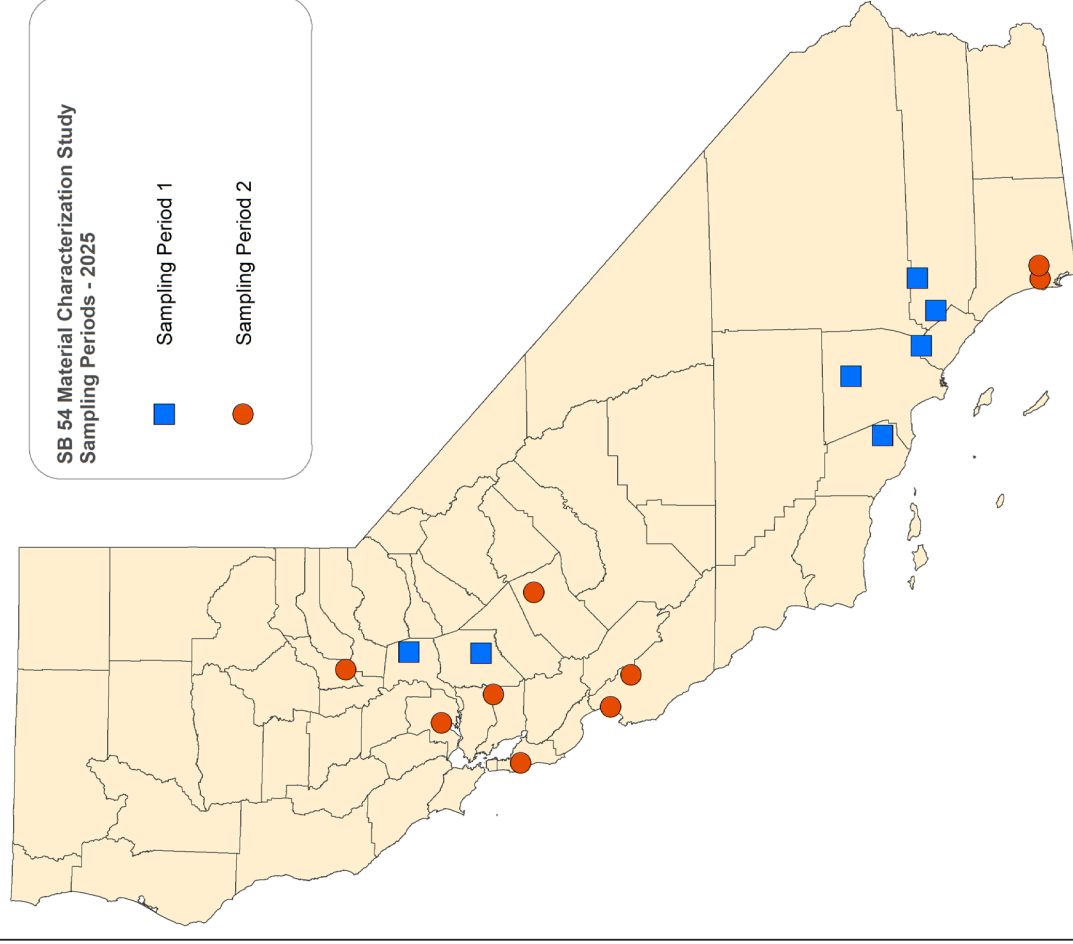 SB 54 Material Characterization Study
Sampling Periods - 2025
Sampling Period 1
Sampling Period 2